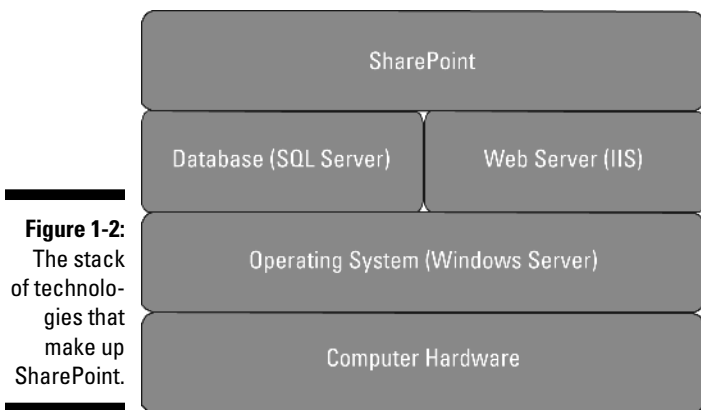 SharePoint
Database (SQL Server)
Web Server (IIS)
Operating System (Windows Server)
Computer Hardware
Figure 1-2:
The stack
of technolo-
gies that
make up
SharePoint.